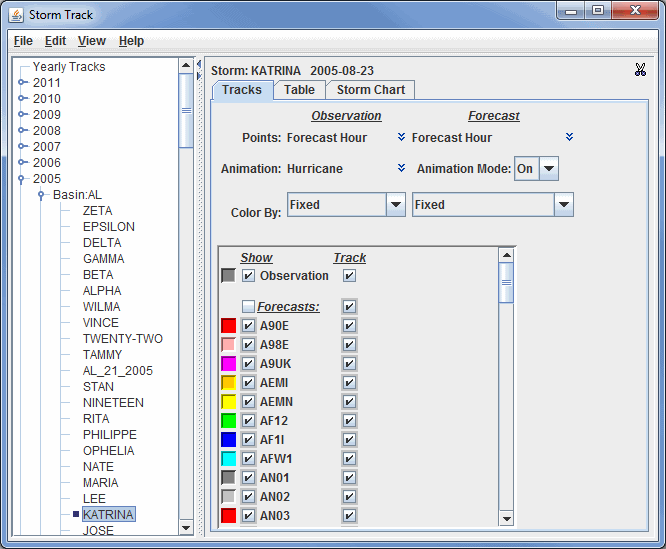 Storm Track
File Edit View Help
Yearly Tracks
2011
2010
2009
2008
2007
2006
2005
Basin:AL
ZETA
EPSILON
DELTA
GAMMA
BETA
ALPHA
WILMA
VINCE
TWENTY-TWO
TAMMY
AL_21_2005
STAN
NINETEEN
RITA
PHILIPPE
OPHELIA
NATE
MARIA
LEE
KATRINA
JOSE
Storm: KATRINA 2005-08-23
Tracks Table Storm Chart
Observation Forecast
Points: Forecast Hour Forecast Hour
Animation: Hurricane Animation Mode: On
Color By: Fixed Fixed
Show Track
Observation
Forecasts:
A90E
A98E
A9UK
AEMI
AEMN
AF12
AF1I
AFW1
AN01
AN02
AN03